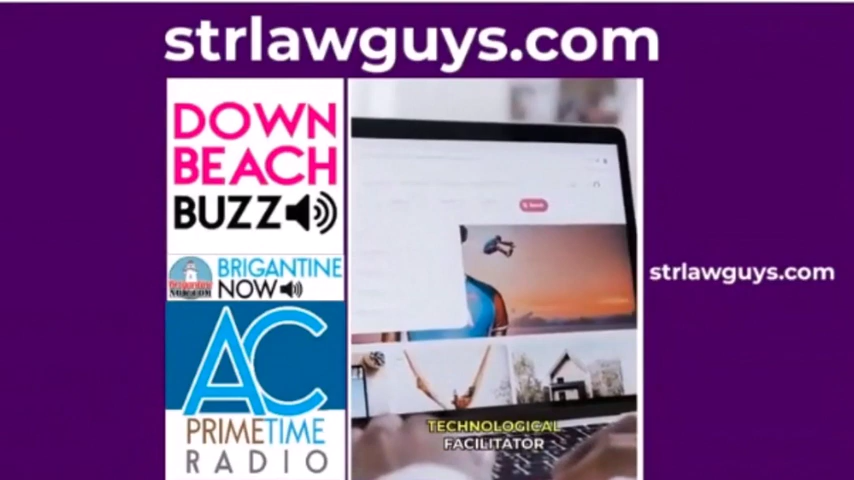 strlawguys.com
DOWN
BEACH
BUZZ
BRIGANTINE
NOW
AC
PRIMETIME
RADIO
strlawguys.com
TECHNOLOGICAL
FACILITATOR